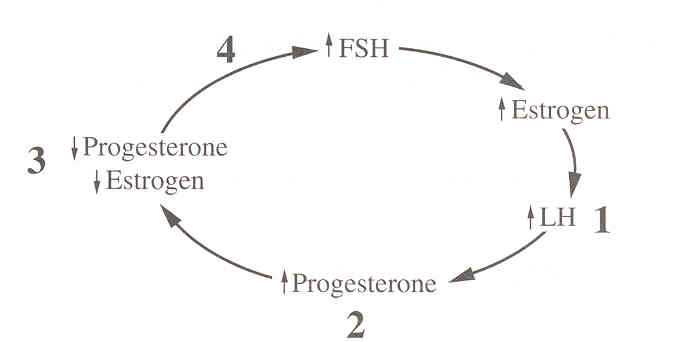 4
↑FSH
↑Estrogen
3 ↓Progesterone
↓Estrogen
↑LH 1
↑Progesterone
2